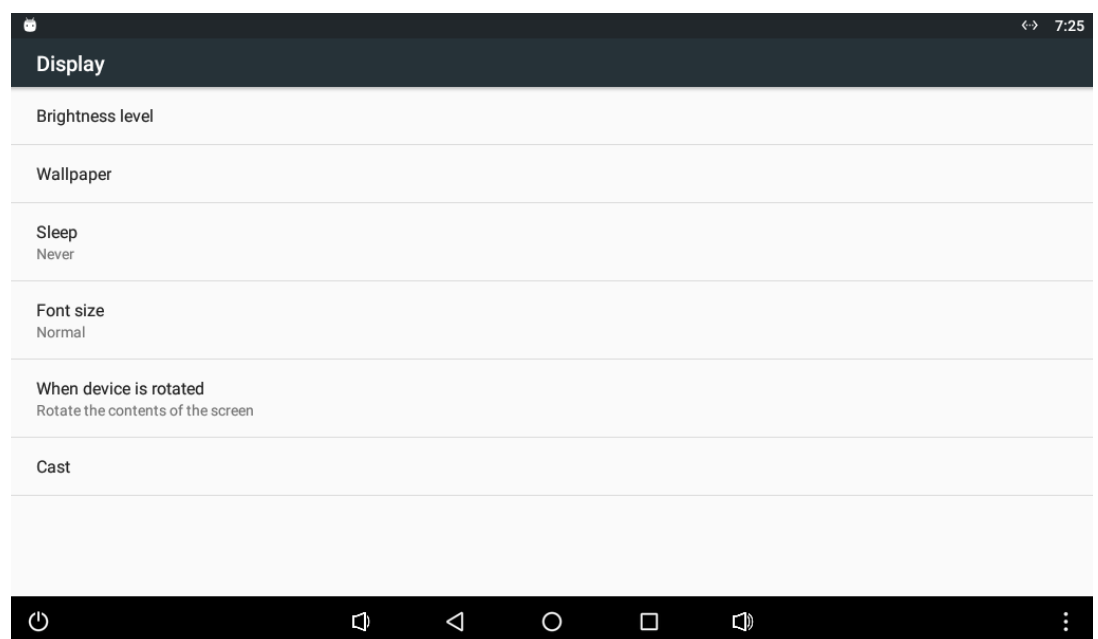 7:25
Display
Brightness level
Wallpaper
Sleep
Never
Font size
Normal
When device is rotated
Rotate the contents of the screen
Cast